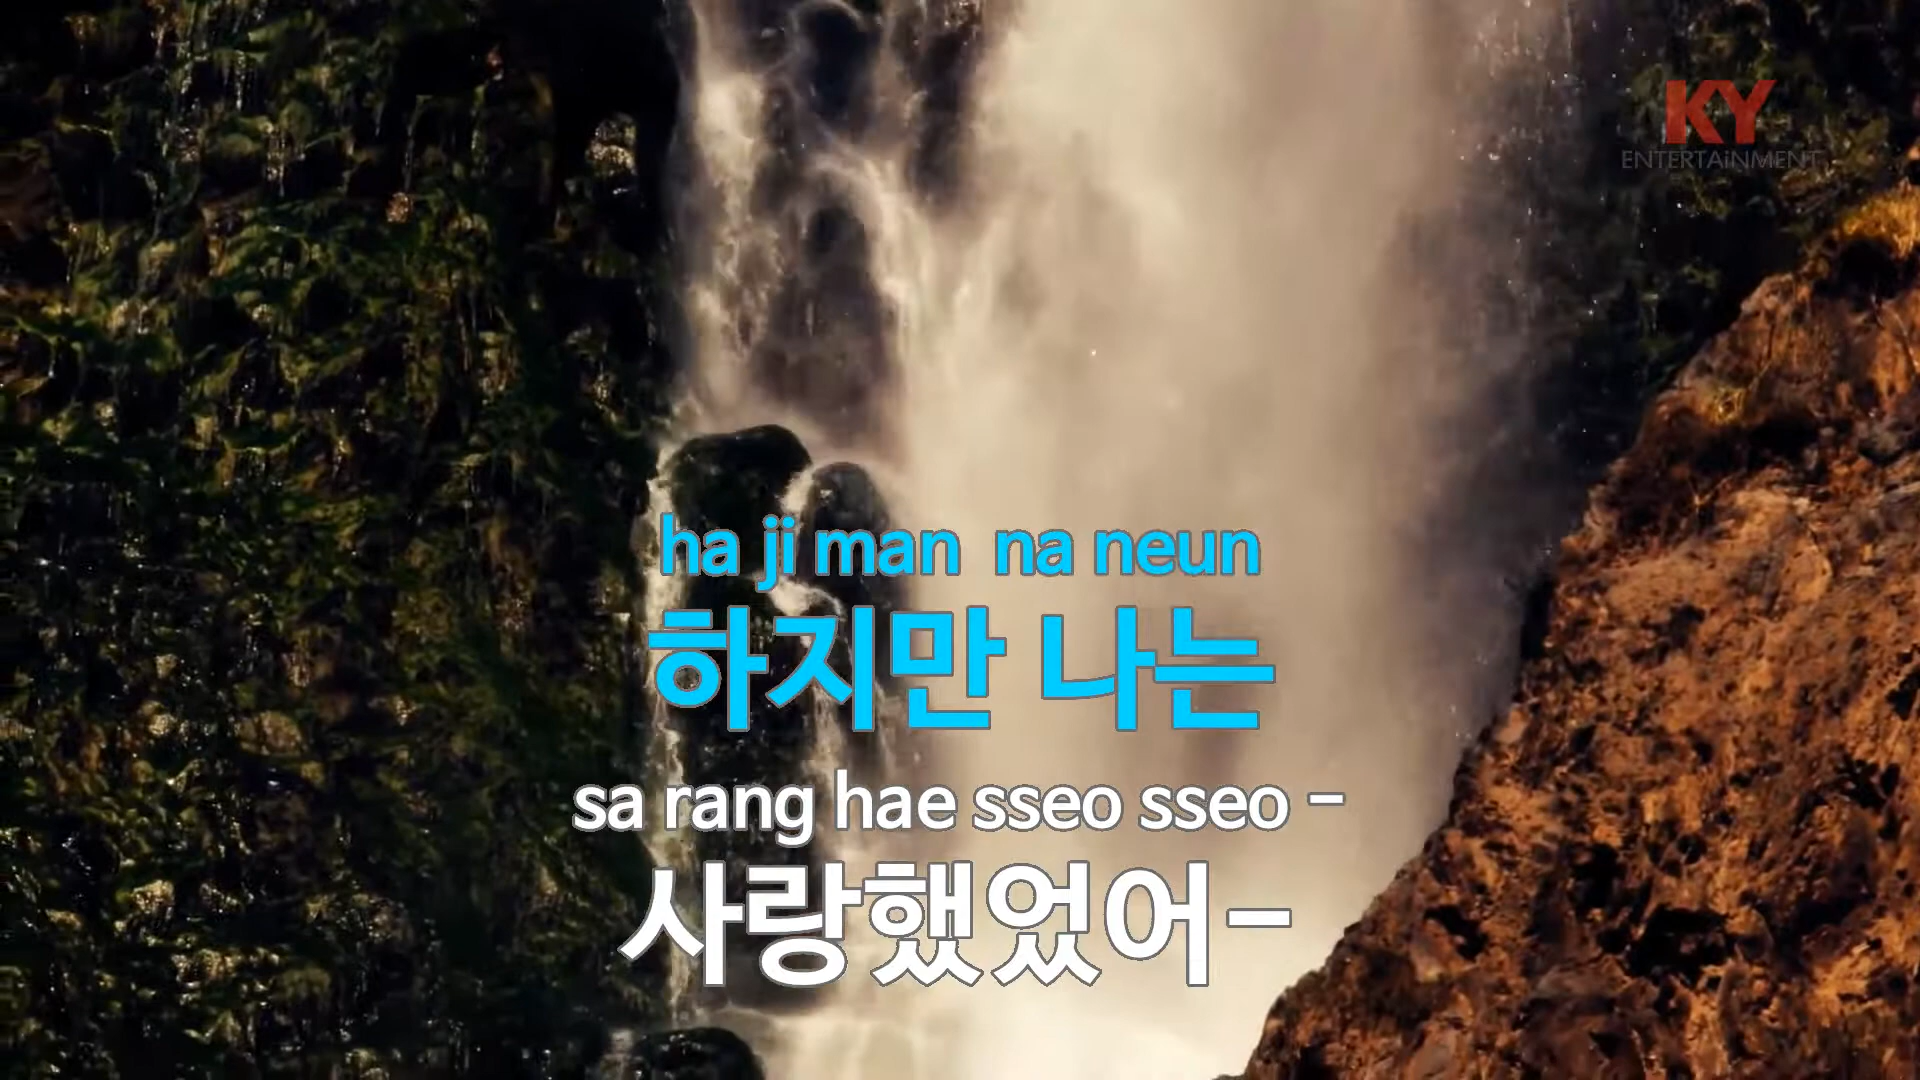 KY
ENTERTAiNMENT
ha ji man na neun
하지만 나는
sa rang hae sseo sseo -
사랑했었어-